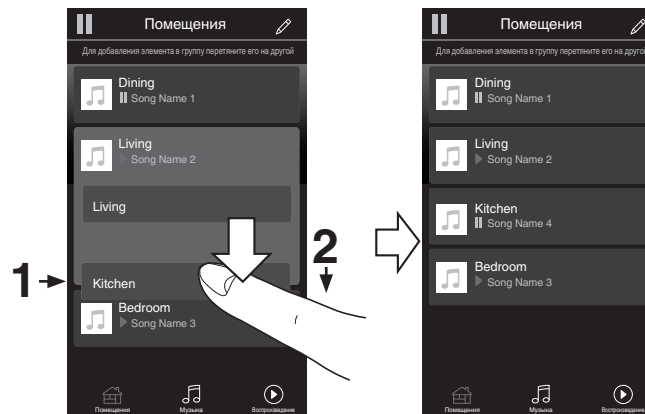 Помещения
Для добавления элемента в группу перетяните его на другой
Dining
Song Name 1
Living
Song Name 2
Living
Kitchen
Bedroom
Song Name 3
Помещения
Музыка
Воспроизведение
1
2
Помещения
Для добавления элемента в группу перетяните его на другой
Dining
Song Name 1
Living
Song Name 2
Kitchen
Song Name 4
Bedroom
Song Name 3
Помещения
Музыка
Воспроизведение